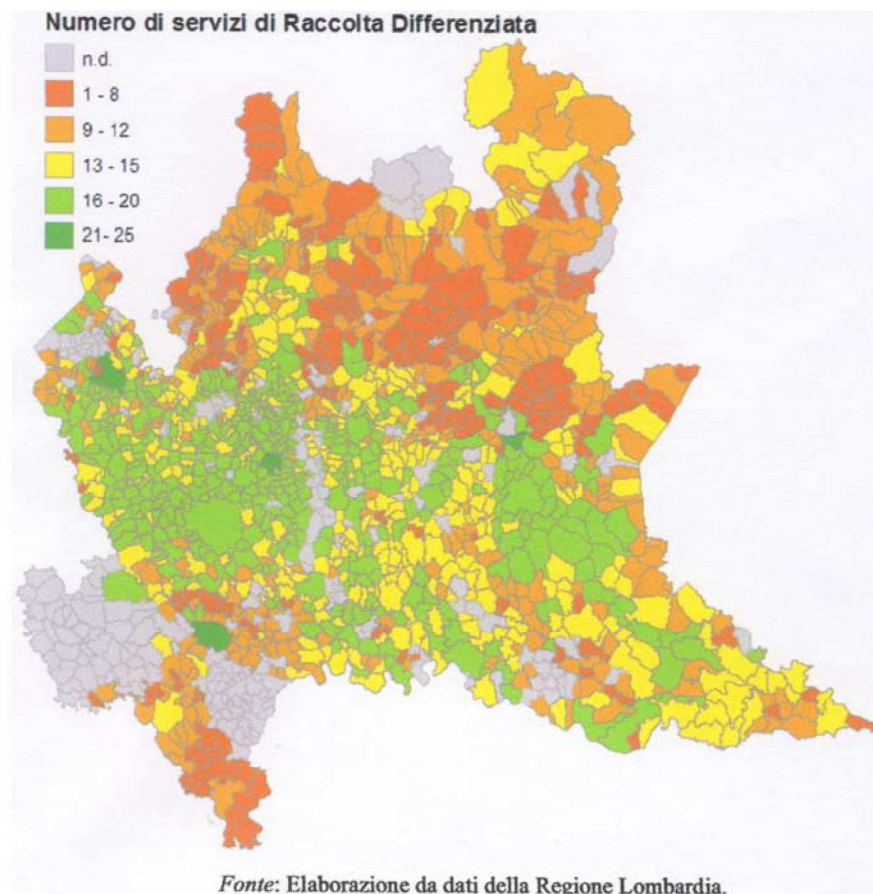 Numero di servizi di Raccolta Differenziata
n.d.
1 - 8
9 - 12
13 - 15
16 - 20
21- 25
Fonte: Elaborazione da dati della Regione Lombardia.